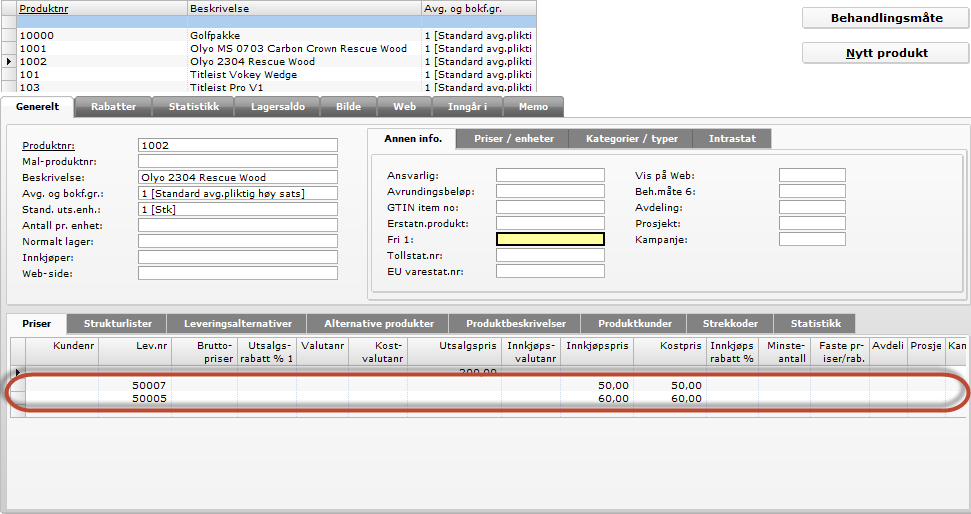 Produktnr Beskrivelse Avg. og bokf.gr.
10000 Golfpakke 1 [Standard avg.plikti
1001 Olyo MS 0703 Carbon Crown Rescue Wood 1 [Standard avg.plikti
1002 Olyo 2304 Rescue Wood 1 [Standard avg.plikti
101 Titleist Vokey Wedge 1 [Standard avg.plikti
103 Titleist Pro V1 1 [Standard avg.plikti
Behandlingsmåte
Nytt produkt
Generelt Rabatter Statistikk Lagersaldo Bilde Web Inngår i Memo
Produktnr: 1002
Mal-produktnr:
Beskrivelse: Olyo 2304 Rescue Wood
Avg. og bokf.gr.: 1 [Standard avg.pliktig høy sats]
Stand. uts.enh.: 1 [Stk]
Antall pr. enhet:
Normalt lager:
Innkjøper:
Web-side:
Annen info. Priser / enheter Kategorier / typer Intrastat
Ansvarlig: Vis på Web:
Avrundingsbeløp: Beh.måte 6:
GTIN item no: Avdeling:
Erstatn.produkt: Prosjekt:
Fri 1: Kampanje:
Tollstat.nr:
EU varestat.nr:
Priser Strukturlister Leveringsalternativer Alternative produkter Produktbeskrivelser Produktkunder Strekkoder Statistikk
Kundenr Lev.nr Brutto- Utsalgs- Valutanr Kost- Utsalgspris Innkjøps- Innkjøpspris Kostpris Innkjøps Minste- Faste pr- Avdeli Prosje Kan
priser rabatt % 1 valutanr valutanr rabatt % antall iser/rab.
200,00
50007 50,00 50,00
50005 60,00 60,00